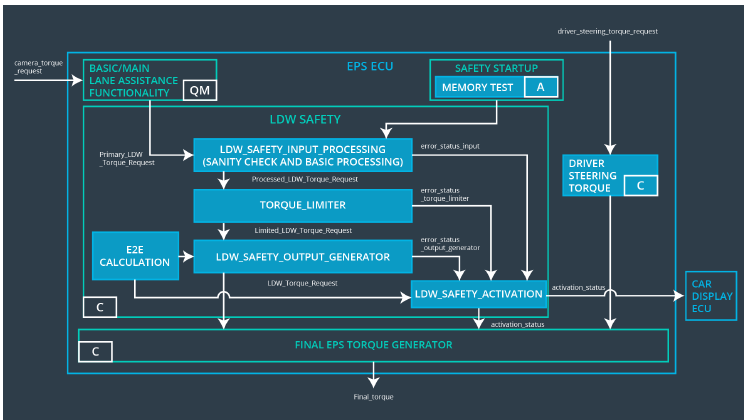 driver_steering_torque_request
camera_torque
_request
EPS ECU
BASIC/MAIN
LANE ASSISTANCE
FUNCTIONALITY
QM
SAFETY STARTUP
MEMORY TEST
A
LDW SAFETY
Primary_LDW
_Torque_Request
LDW_SAFETY_INPUT_PROCESSING
(SANITY CHECK AND BASIC PROCESSING)
error_status_input
DRIVER
STEERING
TORQUE
C
Processed_LDW_Torque_Request
TORQUE_LIMITER
error_status
_torque_limiter
Limited_LDW_Torque_Request
E2E
CALCULATION
LDW_SAFETY_OUTPUT_GENERATOR
error_status
_output_generator
LDW_Torque_Request
LDW_SAFETY_ACTIVATION
activation_status
CAR
DISPLAY
ECU
C
activation_status
C
FINAL EPS TORQUE GENERATOR
Final_torque